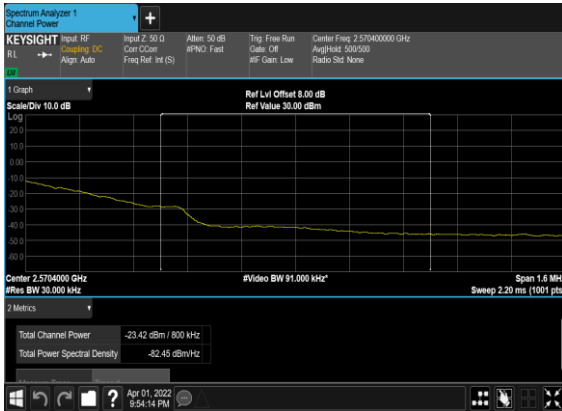 Spectrum Analyzer 1
Channel Power
KEYSIGHT
RL
Input: RF
Coupling: DC
Align: Auto
Input Z: 50 Ω
Corr CCorr
Freq Ref: Int (S)
Atten: 50 dB
#PNO: Fast
Trig: Free Run
Gate: Off
#IF Gain: Low
Center Freq: 2.570400000 GHz
Avg|Hold: 500/500
Radio Std: None
1 Graph
Scale/Div 10.0 dB
Ref Lvl Offset 8.00 dB
Ref Value 30.00 dBm
Log
20.0
10.0
0.00
-10.0
-20.0
-30.0
-40.0
-50.0
-60.0
Center 2.5704000 GHz
#Video BW 91.000 kHz*
Span 1.6 MH
#Res BW 30.000 kHz
Sweep 2.20 ms (1001 pts
2 Metrics
Total Channel Power -23.42 dBm / 800 kHz
Total Power Spectral Density -82.45 dBm/Hz
Apr 01, 2022
9:54:14 PM